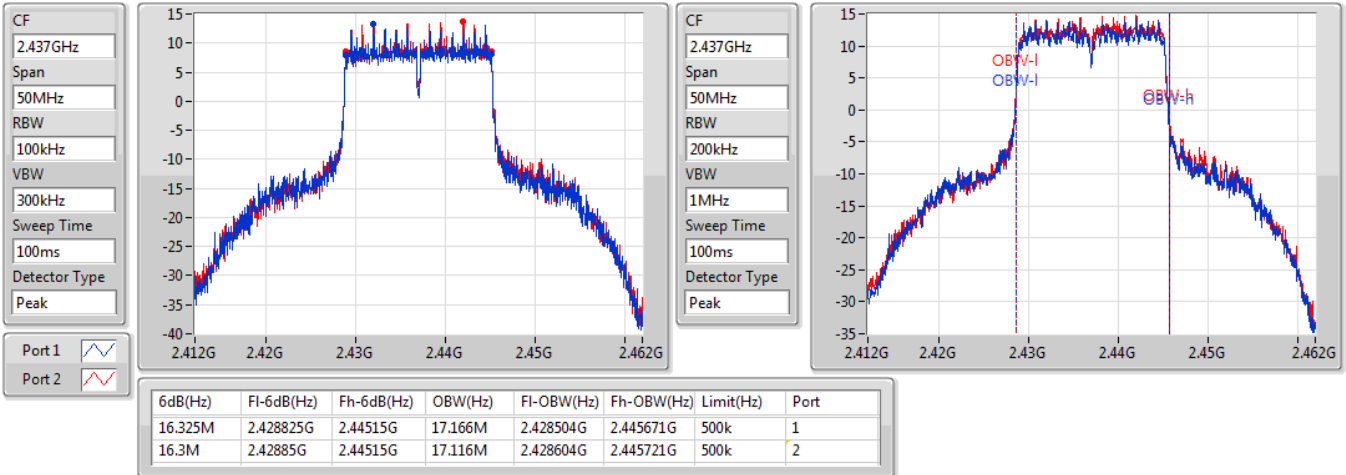 CF
2.437GHz
Span
50MHz
RBW
100kHz
VBW
300kHz
Sweep Time
100ms
Detector Type
Peak
Port 1
Port 2
15
10
5
0
-5
-10
-15
-20
-25
-30
-35
-40
2.412G 2.42G 2.43G 2.44G 2.45G 2.462G
CF
2.437GHz
Span
50MHz
RBW
200kHz
VBW
1MHz
Sweep Time
100ms
Detector Type
Peak
15
10
5
0
-5
-10
-15
-20
-25
-30
-35
OBW-l
OBW-l
OBW-h
OBW-h
2.412G 2.42G 2.43G 2.44G 2.45G 2.462G
6dB(Hz) Fl-6dB(Hz) Fh-6dB(Hz) OBW(Hz) Fl-OBW(Hz) Fh-OBW(Hz) Limit(Hz) Port
16.325M 2.428825G 2.44515G 17.166M 2.428504G 2.445671G 500k 1
16.3M 2.42885G 2.44515G 17.116M 2.428604G 2.445721G 500k 2